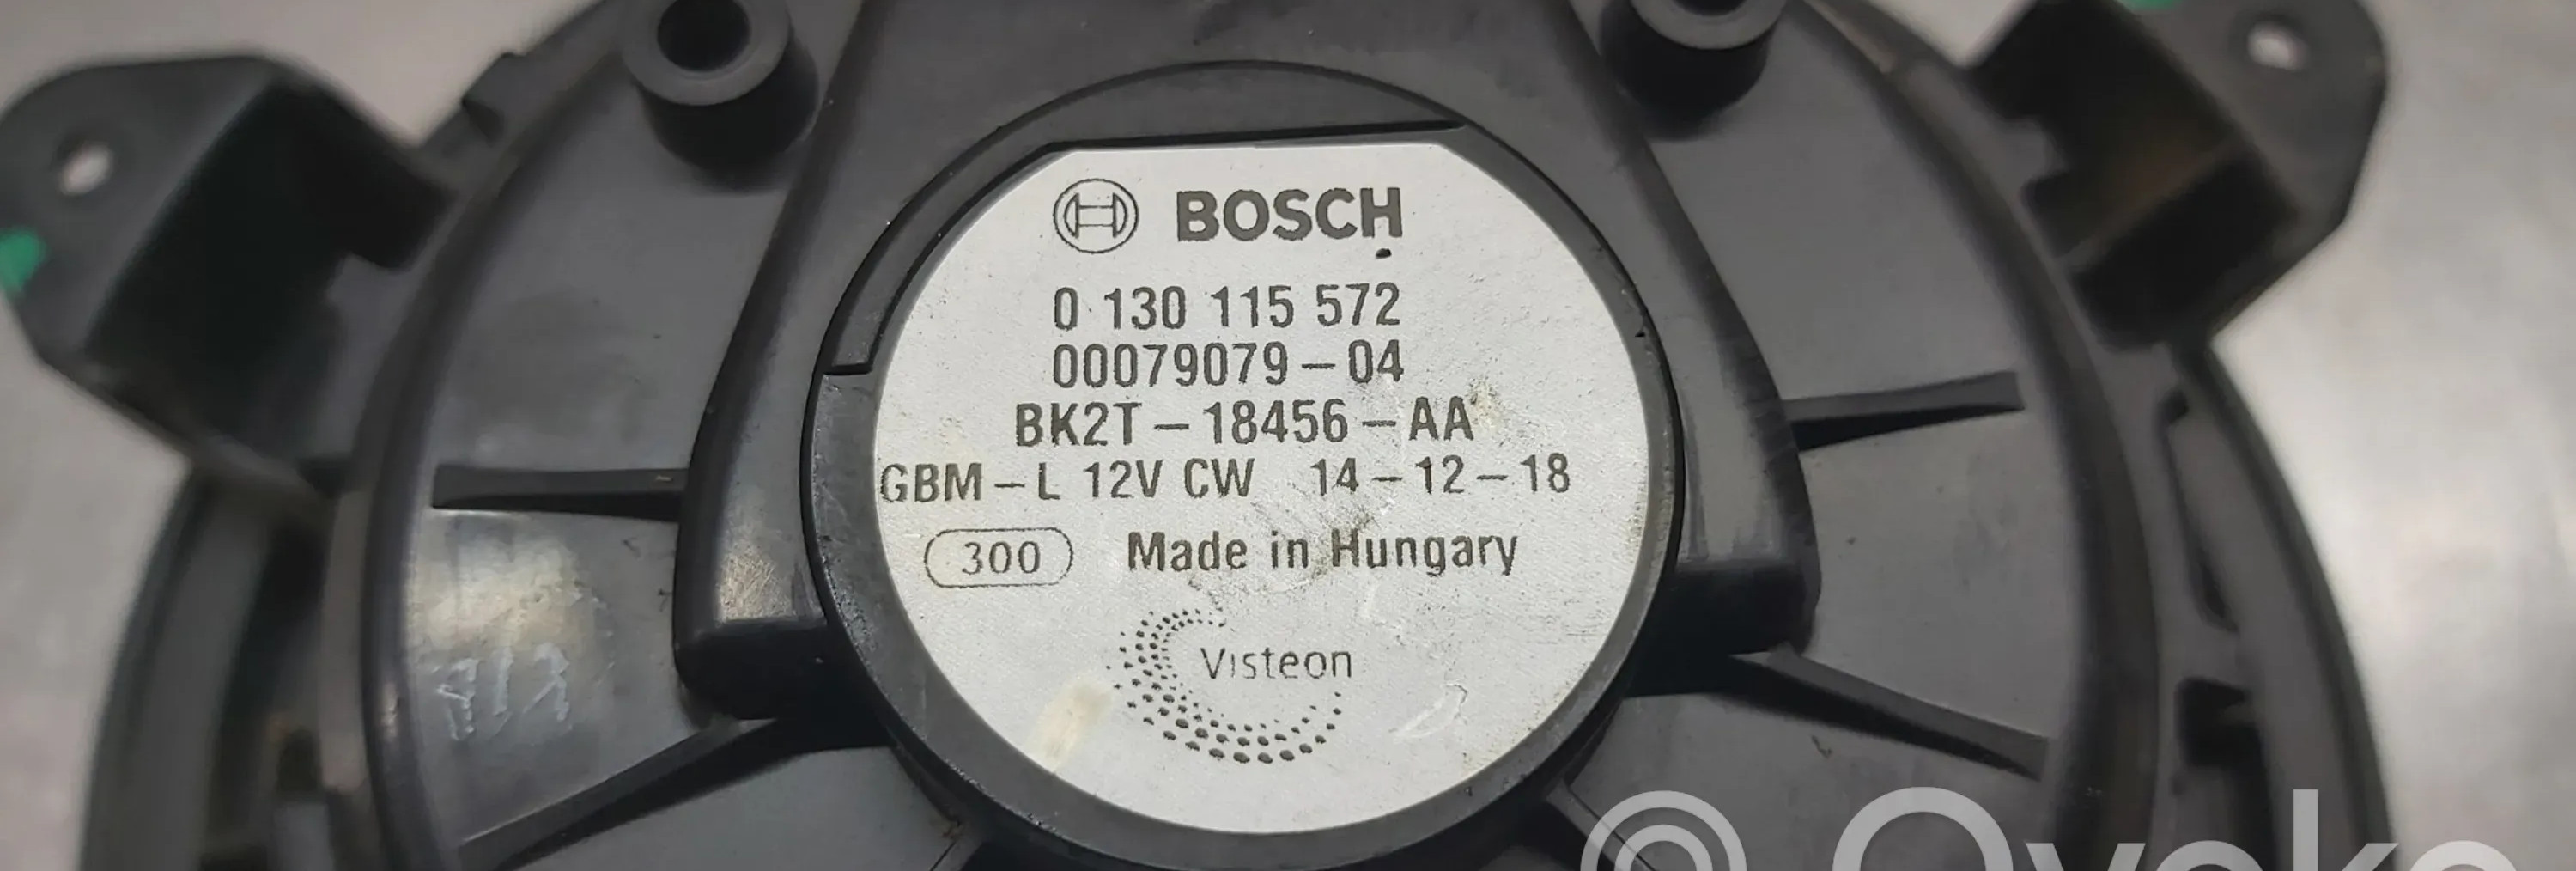 BOSCH
0 130 115 572
00079079-04
BK2T-18456-AA
GBM-L 12V CW 14-12-18
300 Made in Hungary
Visteon